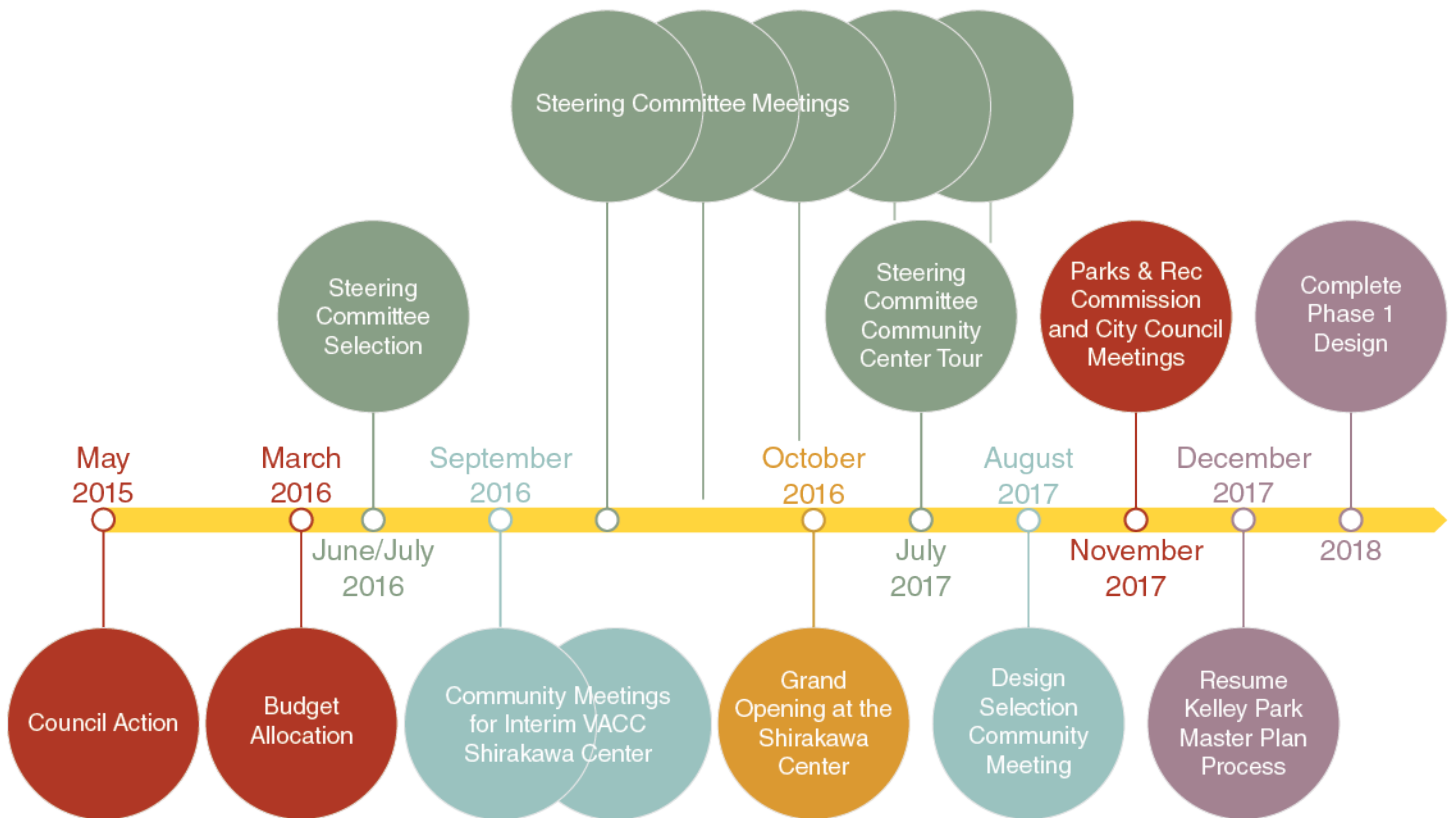 Steering Committee Meetings
Steering
Committee
Selection
Steering
Committee
Community
Center Tour
Parks & Rec
Commission
and City Council
Meetings
Complete
Phase 1
Design
May
2015
March
2016
September
2016
October
2016
August
2017
December
2017
June/July
2016
July
2017
November
2017
2018
Council Action
Budget
Allocation
Community Meetings
for Interim VACC
Shirakawa Center
Grand
Opening at the
Shirakawa
Center
Design
Selection
Community
Meeting
Resume
Kelley Park
Master Plan
Process